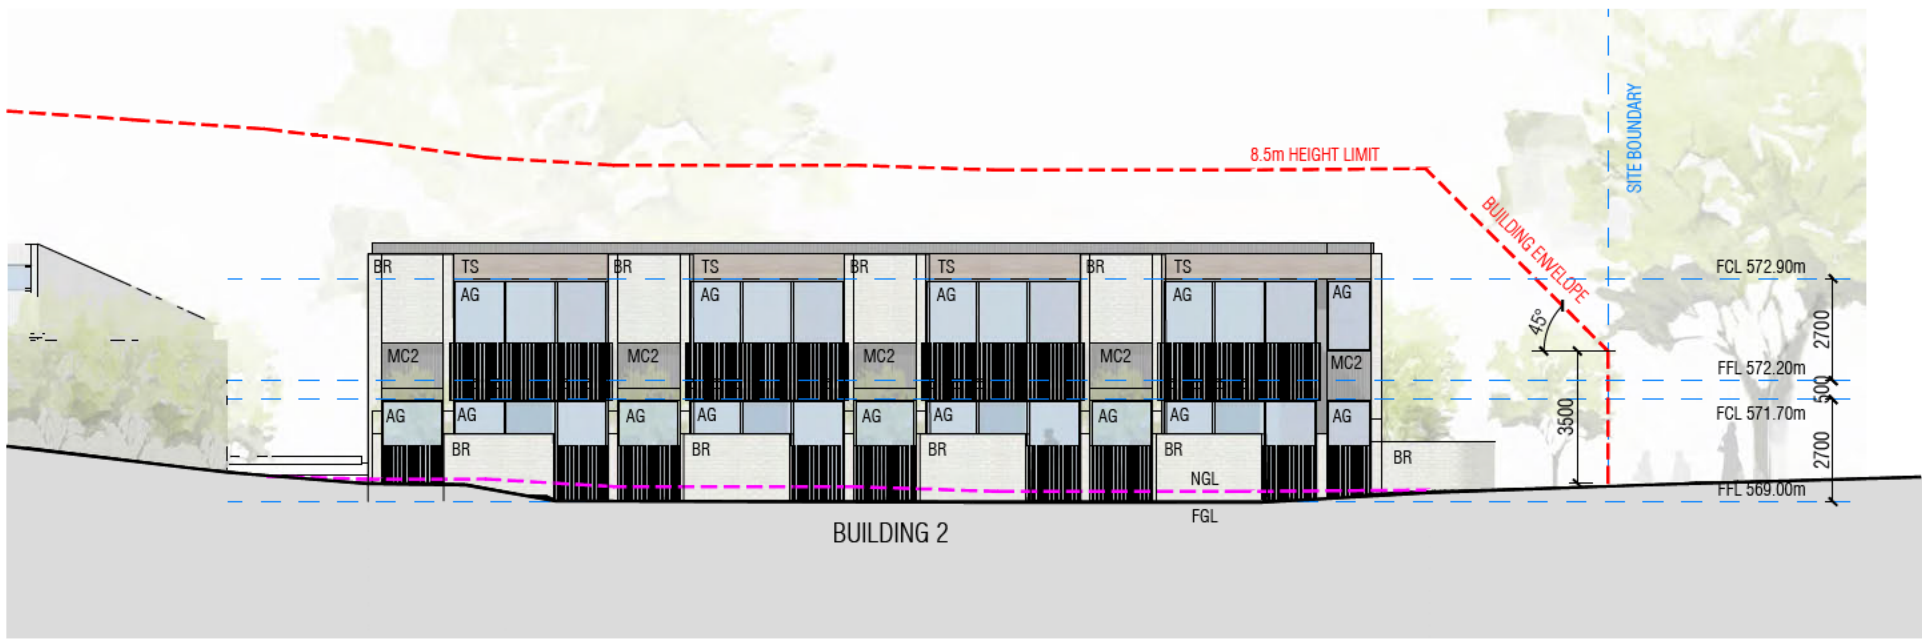 8.5m HEIGHT LIMIT
SITE BOUNDARY
BUILDING ENVELOPE
45°
3500
BR TS BR TS BR TS BR TS
AG AG AG AG AG
MC2 MC2 MC2 MC2 MC2
AG AG AG AG AG AG AG AG AG
BR BR BR BR BR
NGL
FGL
FCL 572.90m
2700
FFL 572.20m
500
FCL 571.70m
2700
FFL 569.00m
BUILDING 2